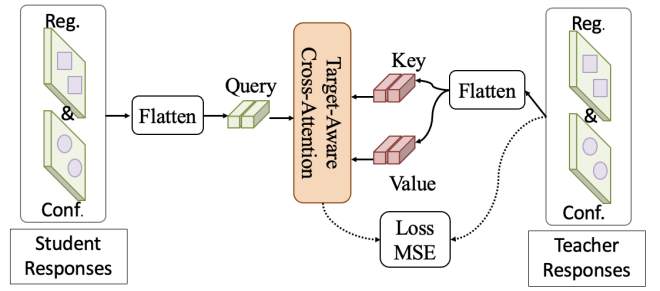 Reg.
&
Conf.
Student
Responses
Flatten
Query
Target-Aware
Cross-Attention
Key
Value
Flatten
Loss
MSE
Reg.
&
Conf.
Teacher
Responses